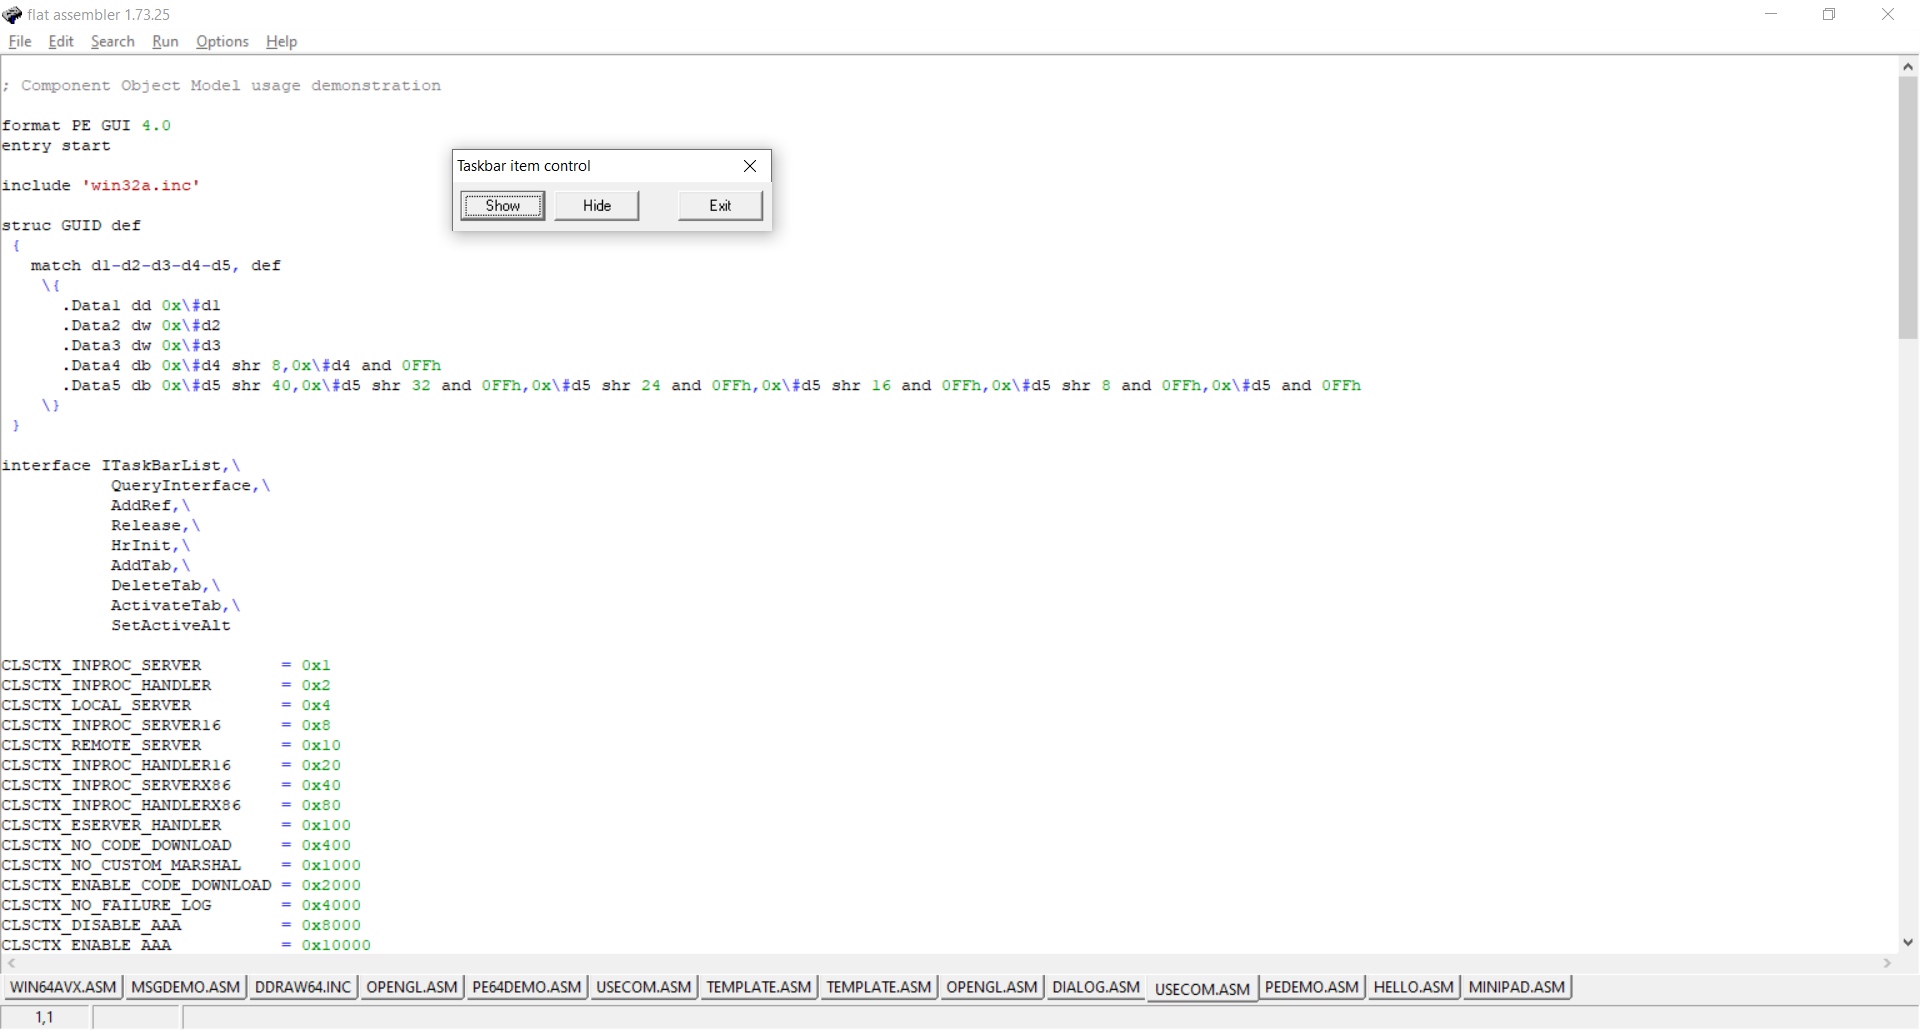 flat assembler 1.73.25
File Edit Search Run Options Help
; Component Object Model usage demonstration
format PE GUI 4.0
entry start
include 'win32a.inc'
struc GUID def
{
match d1-d2-d3-d4-d5, def
\{
.Data1 dd 0x\#d1
.Data2 dw 0x\#d2
.Data3 dw 0x\#d3
.Data4 db 0x\#d4 shr 8,0x\#d4 and 0FFh
.Data5 db 0x\#d5 shr 40,0x\#d5 shr 32 and 0FFh,0x\#d5 shr 24 and 0FFh,0x\#d5 shr 16 and 0FFh,0x\#d5 shr 8 and 0FFh,0x\#d5 and 0FFh
\}
}
interface ITaskBarList,\
QueryInterface,\
AddRef,\
Release,\
HrInit,\
AddTab,\
DeleteTab,\
ActivateTab,\
SetActiveAlt
CLSCTX_INPROC_SERVER = 0x1
CLSCTX_INPROC_HANDLER = 0x2
CLSCTX_LOCAL_SERVER = 0x4
CLSCTX_INPROC_SERVER16 = 0x8
CLSCTX_REMOTE_SERVER = 0x10
CLSCTX_INPROC_HANDLER16 = 0x20
CLSCTX_INPROC_SERVERX86 = 0x40
CLSCTX_INPROC_HANDLERX86 = 0x80
CLSCTX_ESERVER_HANDLER = 0x100
CLSCTX_NO_CODE_DOWNLOAD = 0x400
CLSCTX_NO_CUSTOM_MARSHAL = 0x1000
CLSCTX_ENABLE_CODE_DOWNLOAD = 0x2000
CLSCTX_NO_FAILURE_LOG = 0x4000
CLSCTX_DISABLE_AAA = 0x8000
CLSCTX_ENABLE_AAA = 0x10000
Taskbar item control
Show Hide Exit
WIN64AVX.ASM MSGDEMO.ASM DDRAW64.INC OPENGL.ASM PE64DEMO.ASM USECOM.ASM TEMPLATE.ASM TEMPLATE.ASM OPENGL.ASM DIALOG.ASM USECOM.ASM PEDEMO.ASM HELLO.ASM MINIPAD.ASM
1,1